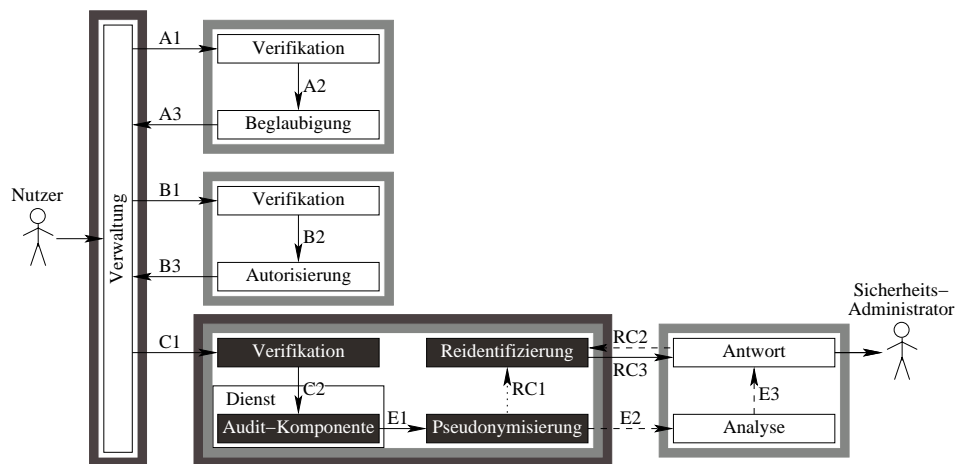 A1
Verifikation
A2
A3
Beglaubigung
Nutzer
Verwaltung
B1
Verifikation
B2
B3
Autorisierung
Sicherheits–
Administrator
C1
Verifikation
Reidentifizierung
RC2
Antwort
RC3
C2
RC1
E3
Dienst
Audit–Komponente
E1
Pseudonymisierung
E2
Analyse